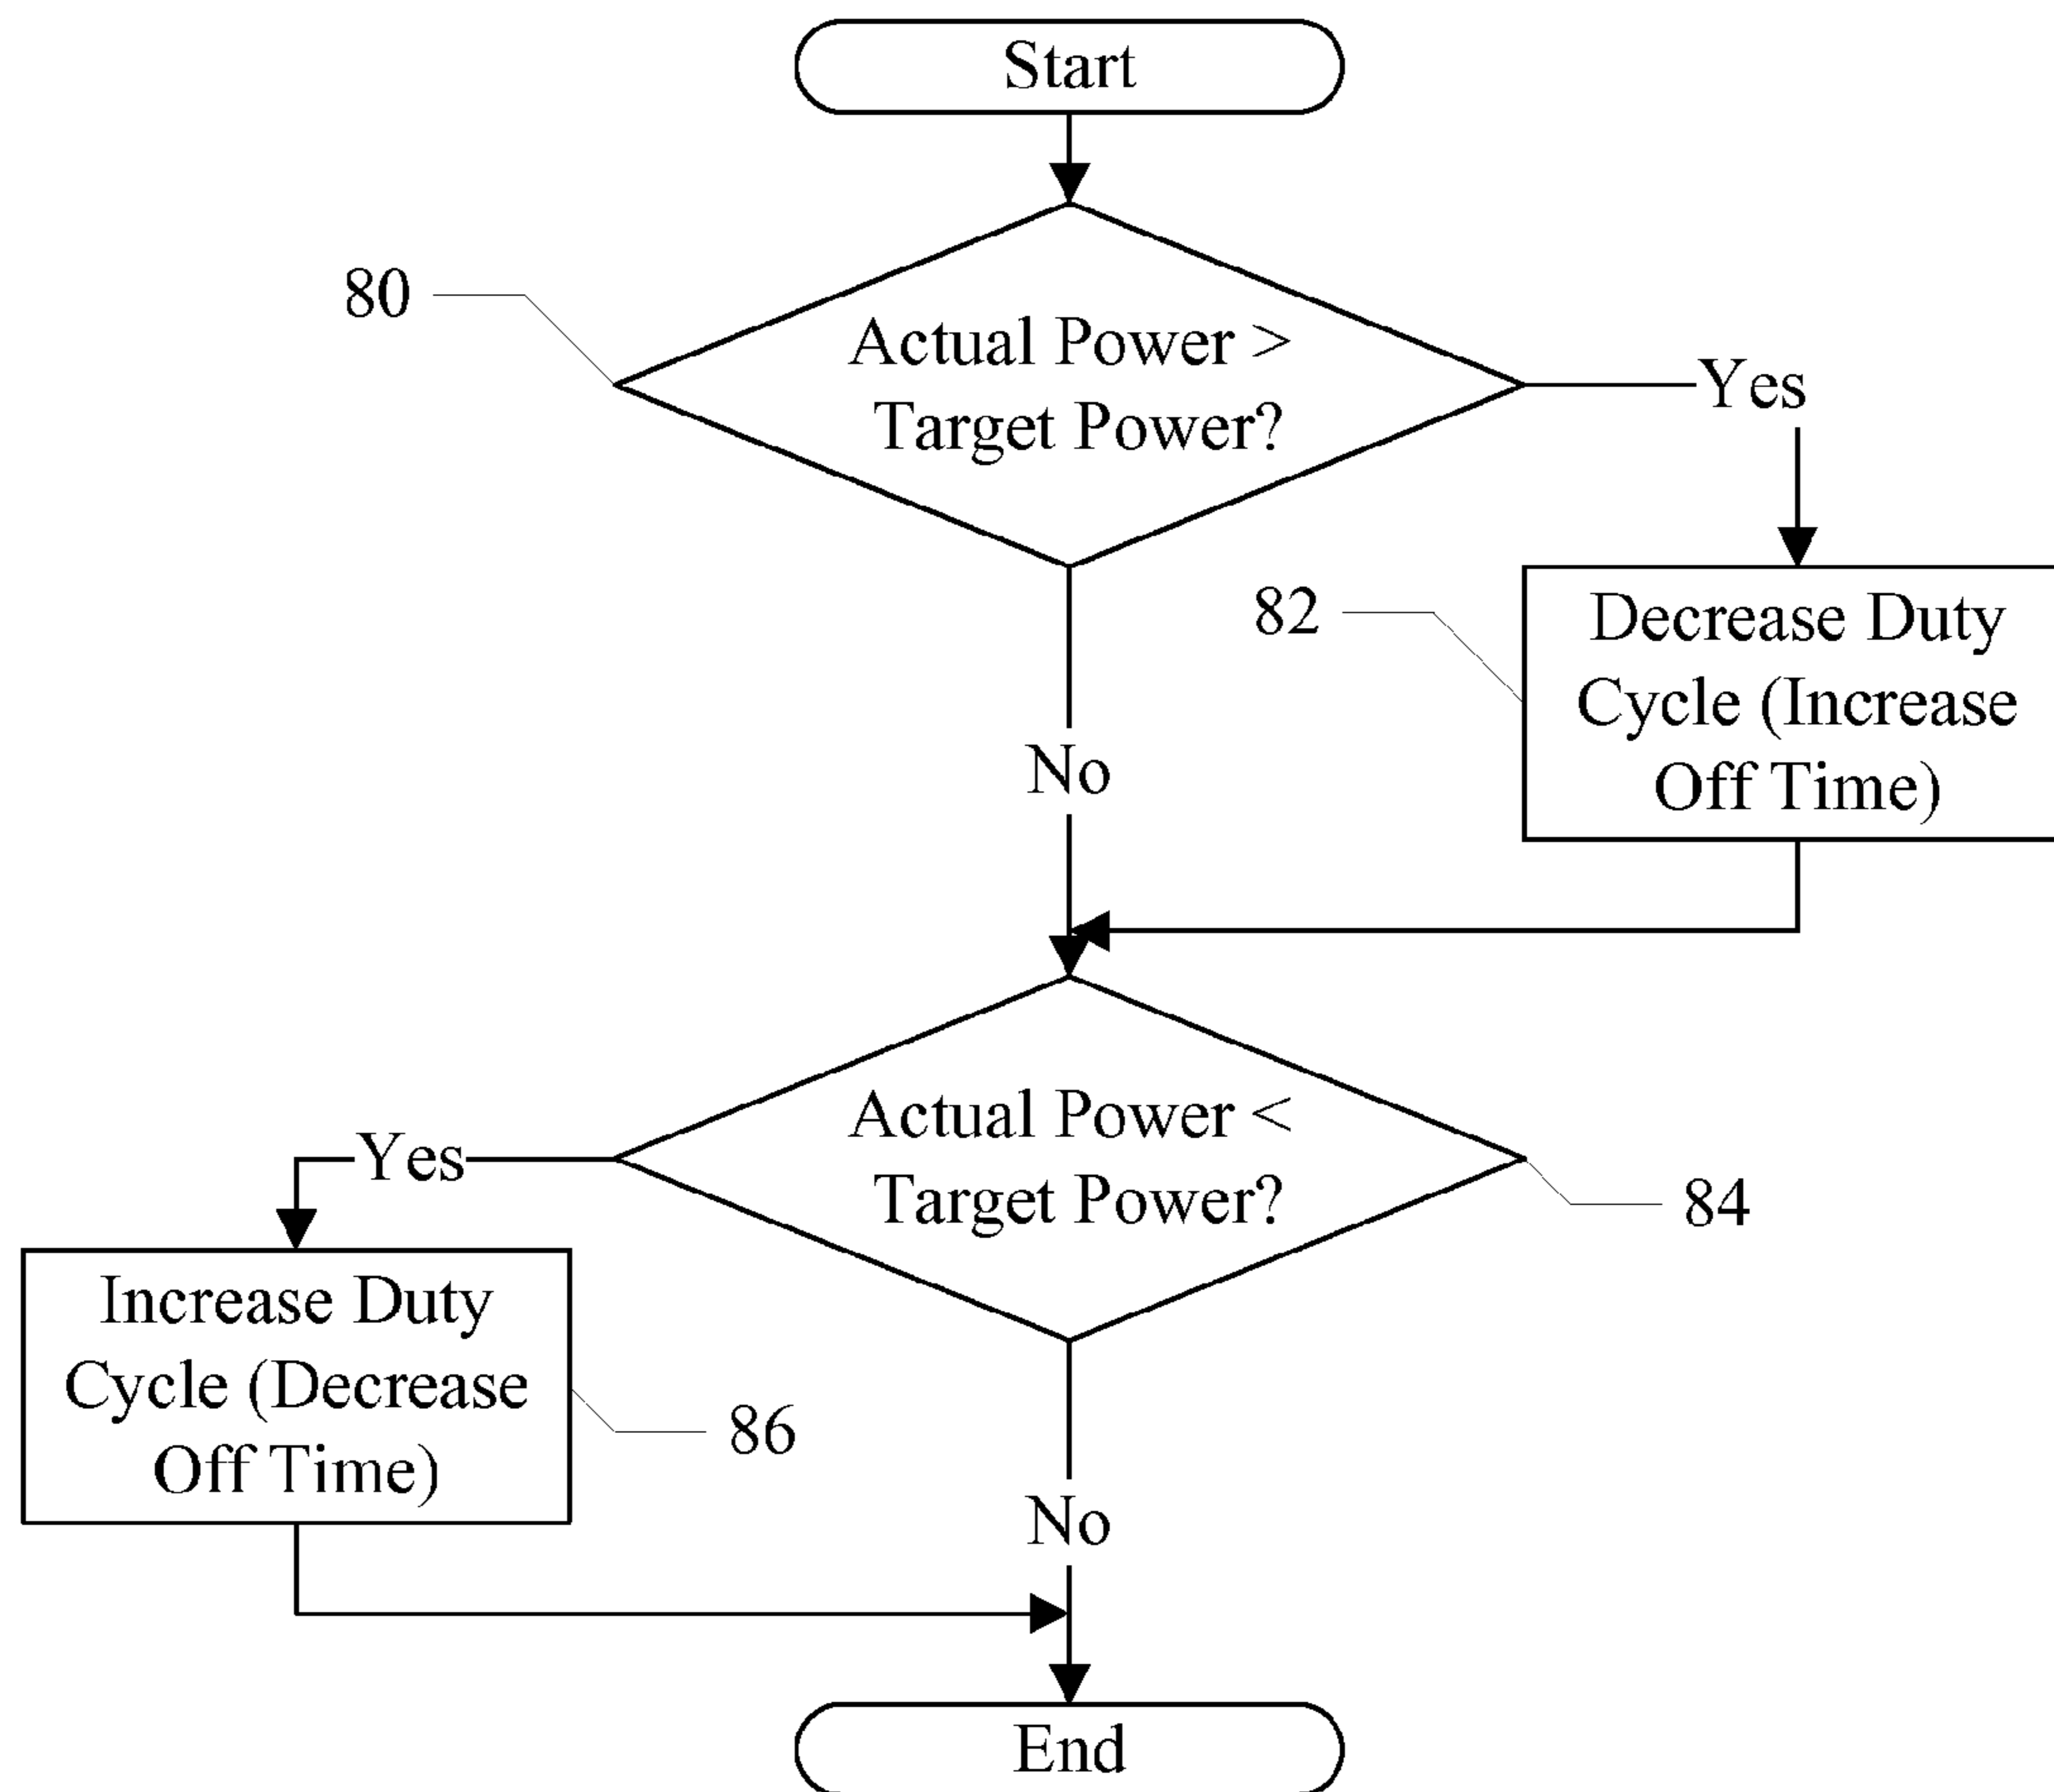 Start
80
Actual Power >
Target Power?
Yes
82
Decrease Duty
Cycle (Increase
Off Time)
No
Actual Power <
Target Power?
Yes
84
Increase Duty
Cycle (Decrease
Off Time)
86
No
End